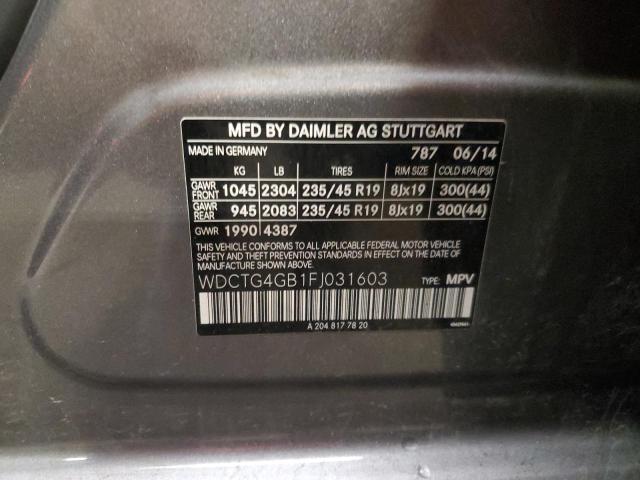 MFD BY DAIMLER AG STUTTGART
MADE IN GERMANY 787 06/14
KG LB TIRES RIM SIZE COLD KPA(PSI)
GAWR FRONT 1045 2304 235/45 R19 8Jx19 300(44)
GAWR REAR 945 2083 235/45 R19 8Jx19 300(44)
GVWR 1990 4387
THIS VEHICLE CONFORMS TO ALL APPLICABLE FEDERAL MOTOR VEHICLE
SAFETY AND THEFT PREVENTION STANDARDS IN EFFECT ON THE DATE
OF MANUFACTURE SHOWN ABOVE.
WDCTG4GB1FJ031603 TYPE: MPV
A 204 817 78 20